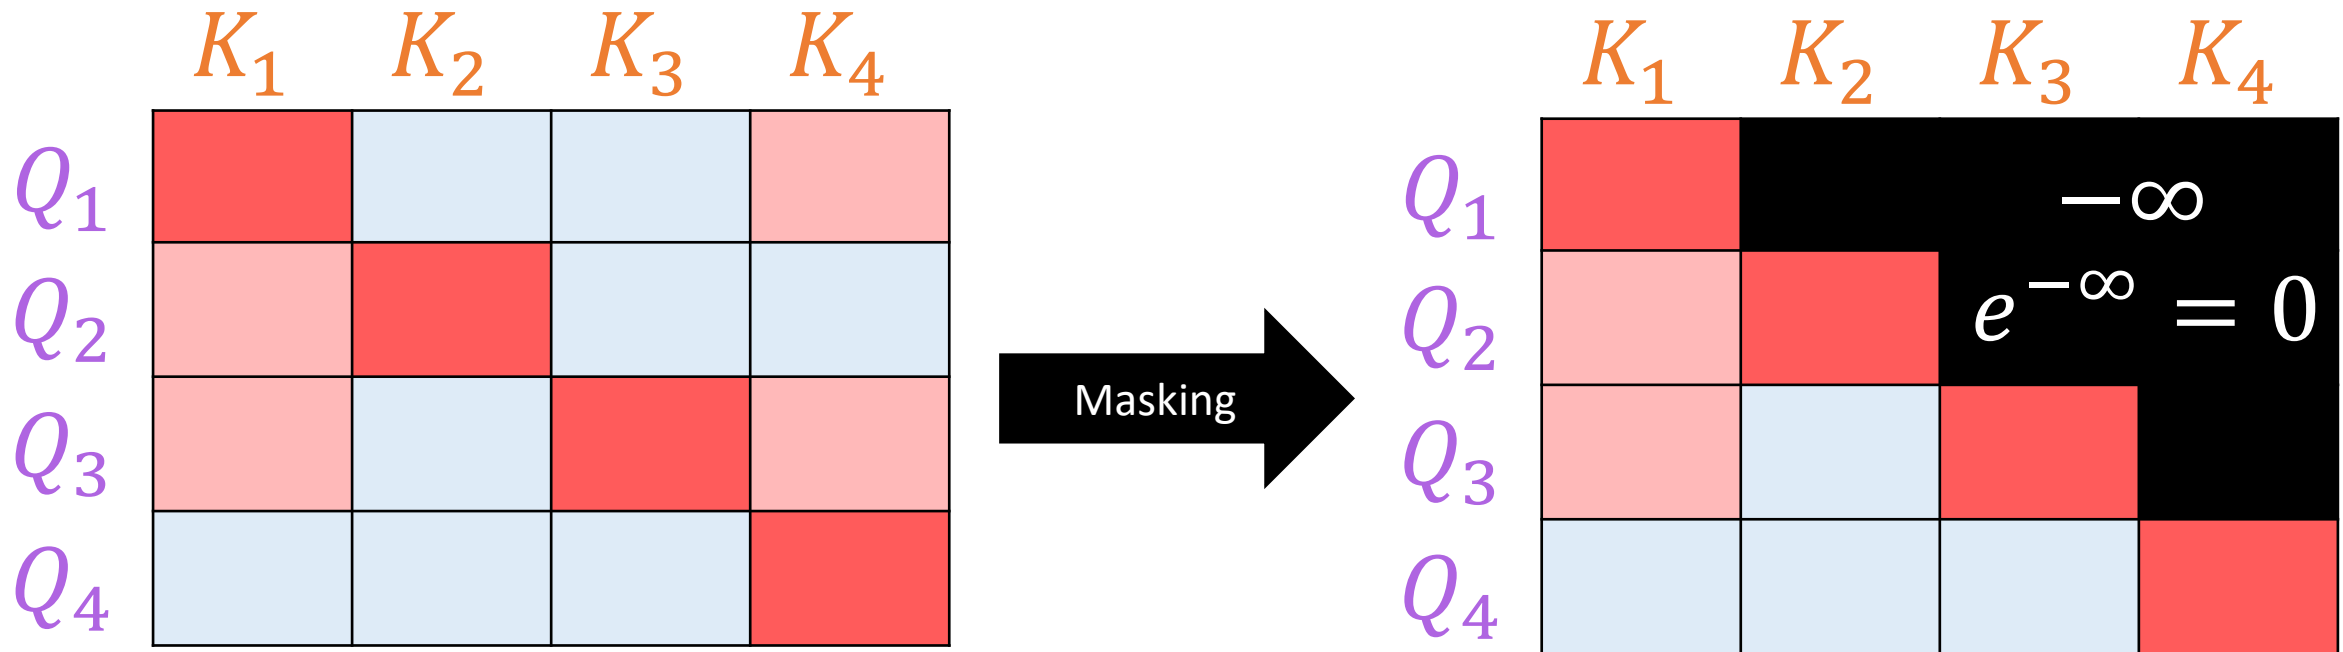 K₁ K₂ K₃ K₄
Q₁
Q₂
Q₃
Q₄
Masking
K₁ K₂ K₃ K₄
Q₁
−∞
Q₂
e^{−∞} = 0
Q₃
Q₄